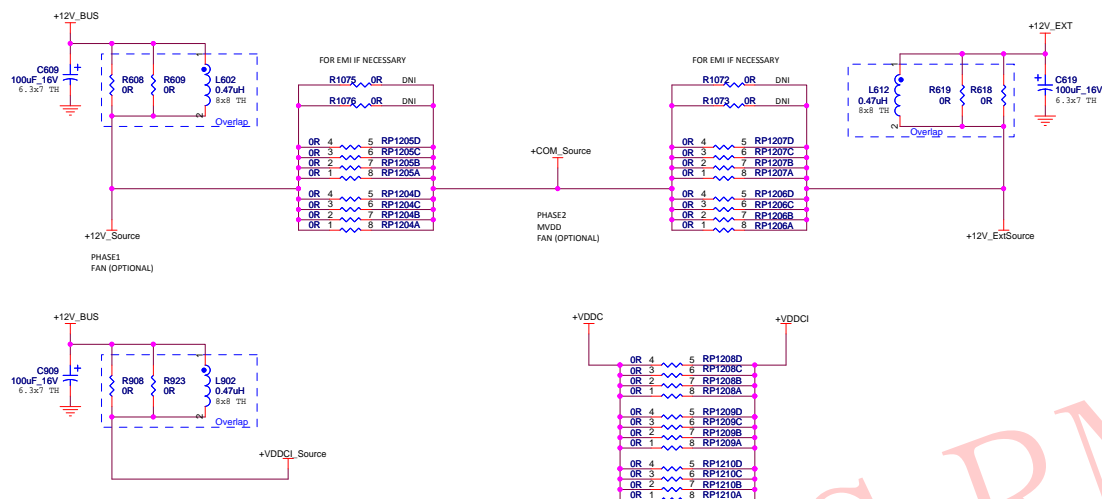 +12V_BUS
C609
100uF_16V
6.3x7 TH
+
R608
0R
R609
0R
1
L602
0.47uH
8x8 TH
2
Overlap
+12V_Source
PHASE1
FAN (OPTIONAL)
FOR EMI IF NECESSARY
R1075 0R DNI
R1076 0R DNI
0R 4 5 RP1205D
0R 3 6 RP1205C
0R 2 7 RP1205B
0R 1 8 RP1205A
0R 4 5 RP1204D
0R 3 6 RP1204C
0R 2 7 RP1204B
0R 1 8 RP1204A
+COM_Source
PHASE2
MVDD
FAN (OPTIONAL)
FOR EMI IF NECESSARY
R1072 0R DNI
R1073 0R DNI
0R 4 5 RP1207D
0R 3 6 RP1207C
0R 2 7 RP1207B
0R 1 8 RP1207A
0R 4 5 RP1206D
0R 3 6 RP1206C
0R 2 7 RP1206B
0R 1 8 RP1206A
+12V_EXT
1
L612
0.47uH
8x8 TH
2
R619
0R
R618
0R
Overlap
+
C619
100uF_16V
6.3x7 TH
+12V_ExtSource
+12V_BUS
C909
100uF_16V
6.3x7 TH
+
R908
0R
R923
0R
1
L902
0.47uH
8x8 TH
2
Overlap
+VDDCI_Source
+VDDC
+VDDCI
0R 4 5 RP1208D
0R 3 6 RP1208C
0R 2 7 RP1208B
0R 1 8 RP1208A
0R 4 5 RP1209D
0R 3 6 RP1209C
0R 2 7 RP1209B
0R 1 8 RP1209A
0R 4 5 RP1210D
0R 3 6 RP1210C
0R 2 7 RP1210B
0R 1 8 RP1210A